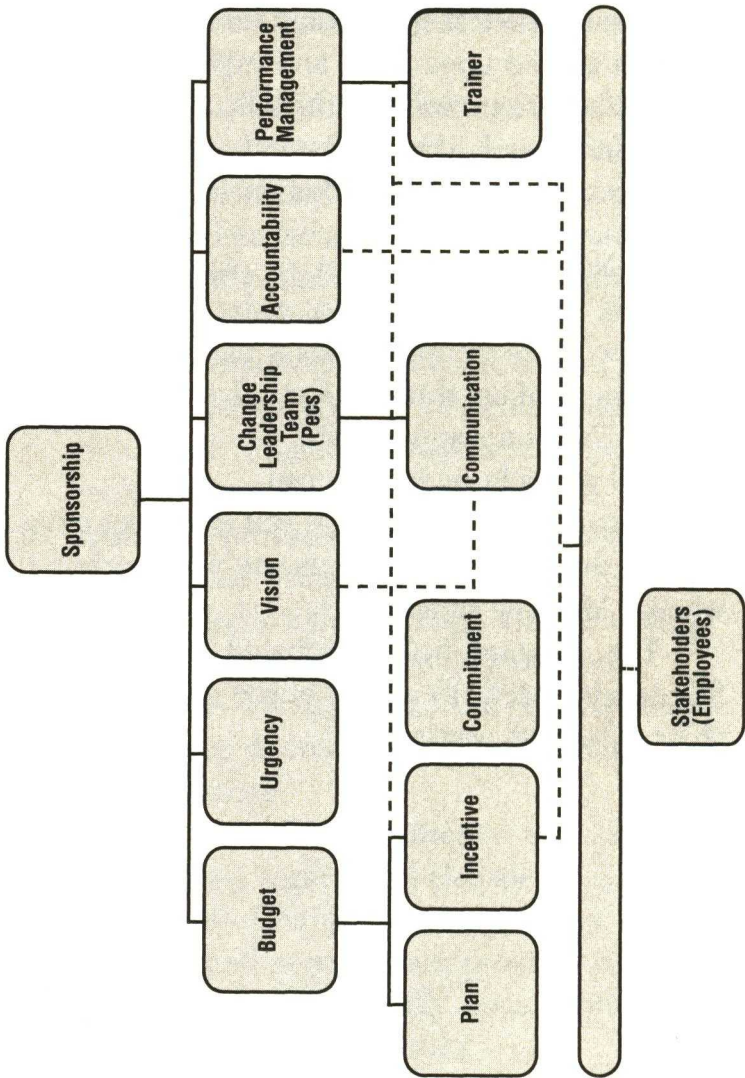 Sponsorship
Budget
Urgency
Vision
Change
Leadership
Team
(Pecs)
Accountability
Performance
Management
Plan
Incentive
Commitment
Communication
Trainer
Stakeholders
(Employees)